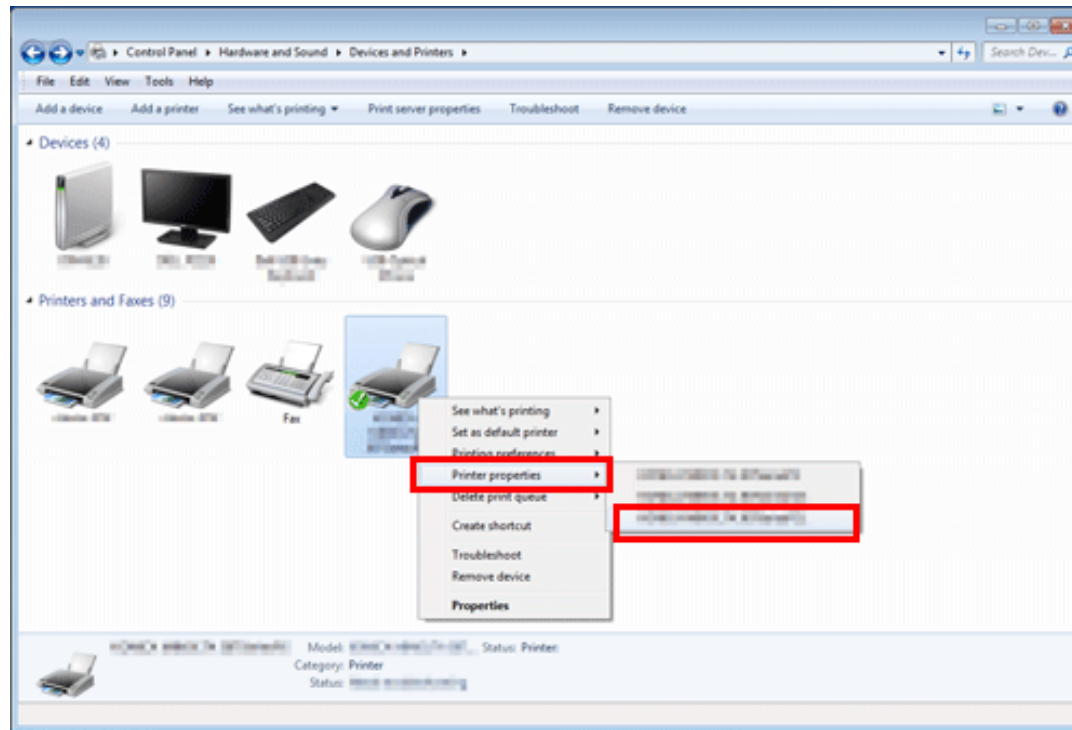 Control Panel ▸ Hardware and Sound ▸ Devices and Printers ▸ Search Dev...
File Edit View Tools Help
Add a device Add a printer See what's printing Print server properties Troubleshoot Remove device
Devices (4)
Printers and Faxes (9)
Fax
See what's printing
Set as default printer
Printing preferences
Printer properties
Delete print queue
Create shortcut
Troubleshoot
Remove device
Properties
Model: Status: Printer:
Category: Printer
Status: